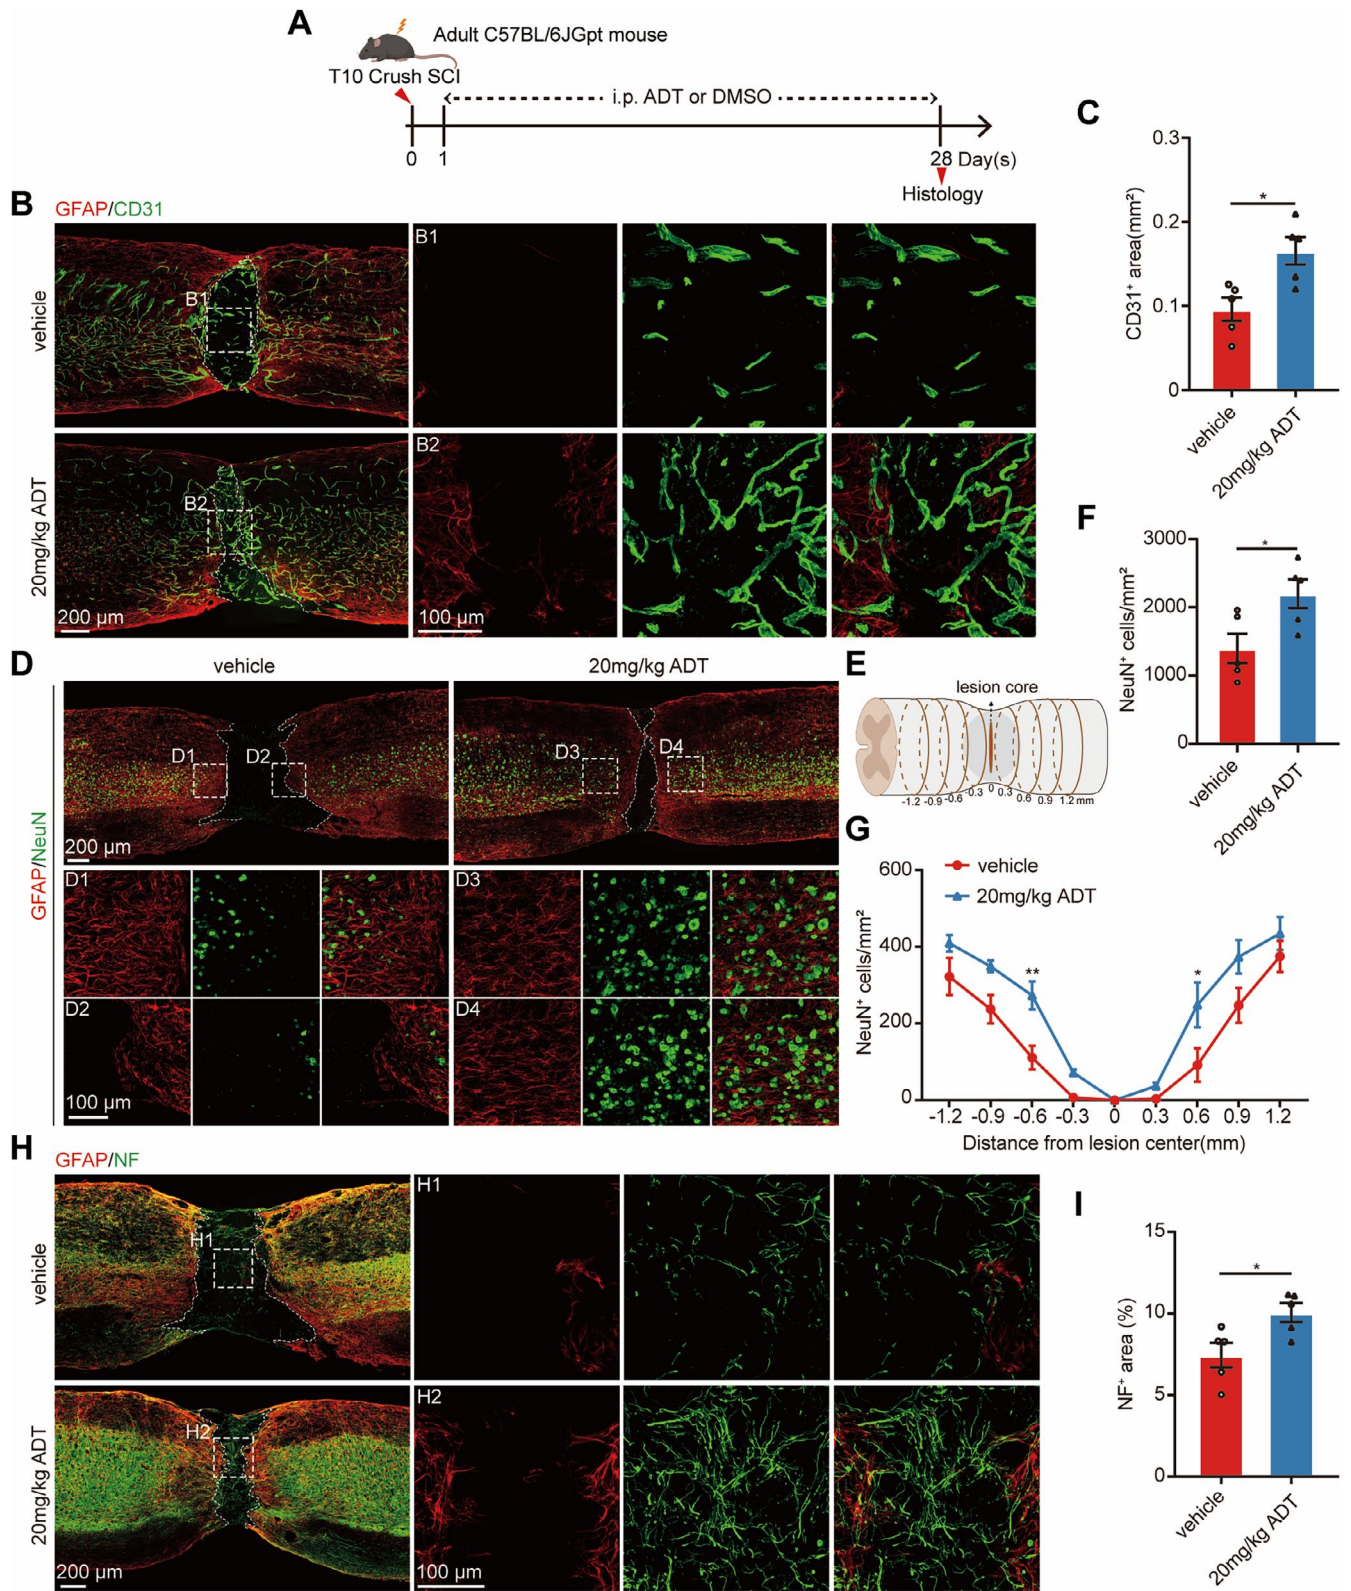 A
Adult C57BL/6JGpt mouse
T10 Crush SCI
i.p. ADT or DMSO
0 1 28 Day(s)
Histology
B
GFAP/CD31
vehicle
B1
B1
20mg/kg ADT
B2
B2
200 µm
100 µm
C
CD31⁺ area(mm²)
0.3
0.2
0.1
0
*
vehicle
20mg/kg ADT
D
vehicle
20mg/kg ADT
GFAP/NeuN
D1
D2
D3
D4
200 µm
D1
D3
D2
D4
100 µm
E
lesion core
-1.2 -0.9 -0.6 -0.3 0 0.3 0.6 0.9 1.2 mm
F
NeuN⁺ cells/mm²
3000
2000
1000
0
*
vehicle
20mg/kg ADT
G
vehicle
20mg/kg ADT
NeuN⁺ cells/mm²
600
400
200
0
**
*
-1.2 -0.9 -0.6 -0.3 0 0.3 0.6 0.9 1.2
Distance from lesion center(mm)
H
GFAP/NF
vehicle
H1
H1
20mg/kg ADT
H2
H2
200 µm
100 µm
I
NF⁺ area (%)
15
10
5
0
*
vehicle
20mg/kg ADT